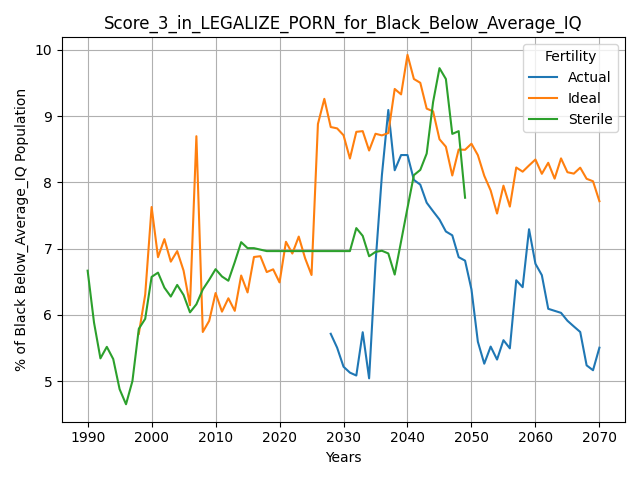 Score_3_in_LEGALIZE_PORN_for_Black_Below_Average_IQ
% of Black Below_Average_IQ Population
10
9
8
7
6
5
Fertility
Actual
Ideal
Sterile
1990 2000 2010 2020 2030 2040 2050 2060 2070
Years